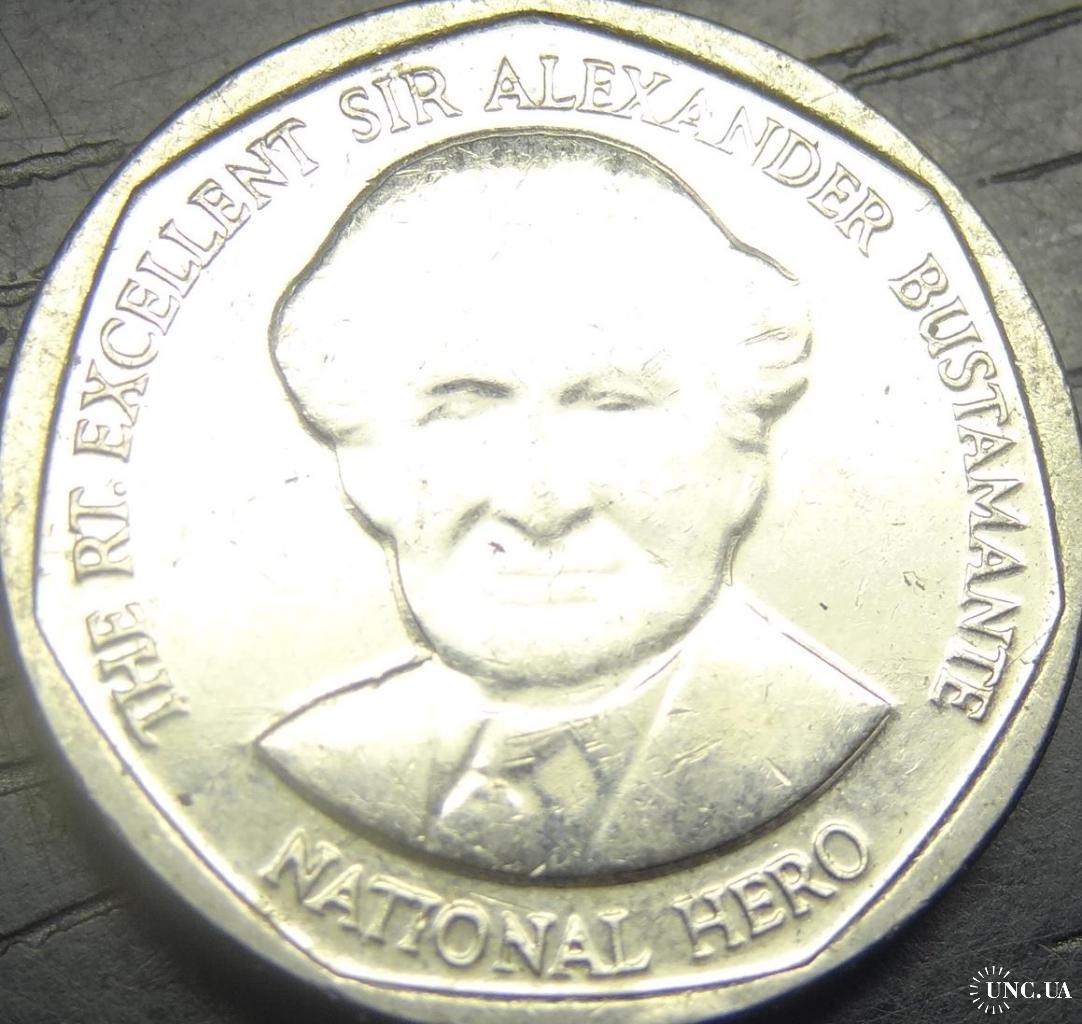 THE RT. EXCELLENT SIR ALEXANDER BUSTAMANTE
NATIONAL HERO
UNC.UA